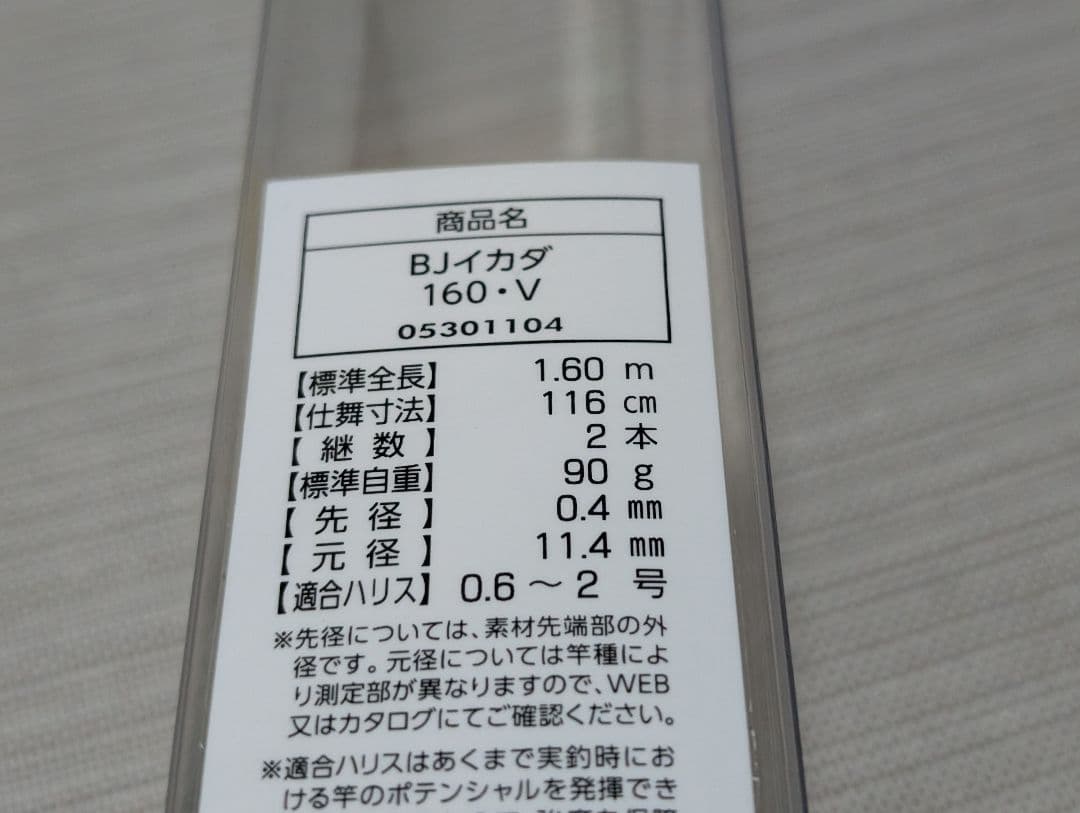 商品名
BJイカダ
160・V
05301104
【標準全長】 1.60 m
【仕舞寸法】 116 cm
【継数】 2 本
【標準自重】 90 g
【先径】 0.4 mm
【元径】 11.4 mm
【適合ハリス】 0.6～2 号
※先径については、素材先端部の外
径です。元径については竿種によ
り測定部が異なりますので、WEB
又はカタログにてご確認ください。
※適合ハリスはあくまで実釣時にお
ける竿のポテンシャルを発揮でき